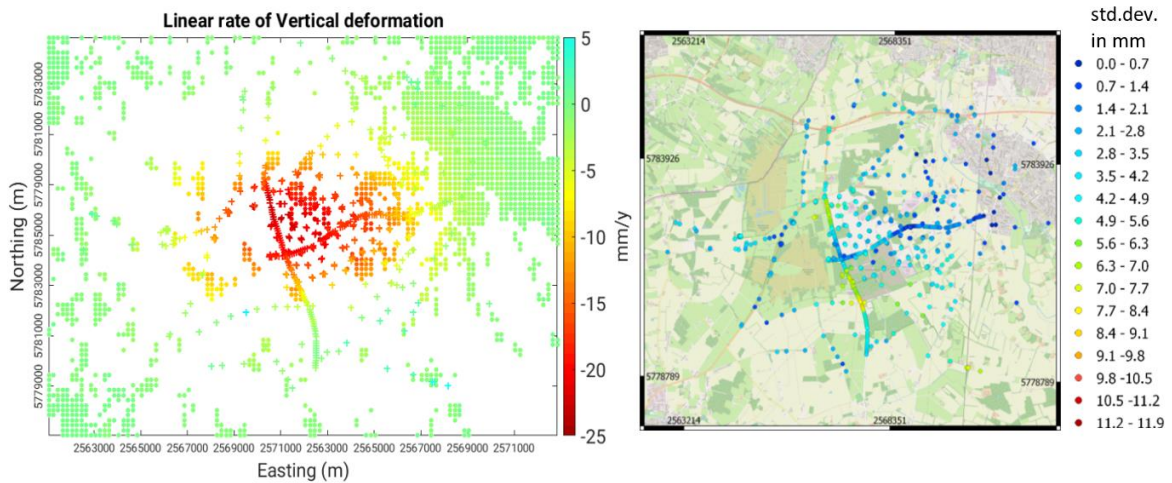 Linear rate of Vertical deformation
5
0
-5
-10
-15
-20
-25
mm/y
Northing (m)
5783000
5781000
5779000
5785000
5783000
5781000
5779000
2563000 2565000 2567000 2569000 2571000 2563000 2565000 2567000 2569000 2571000
Easting (m)
2563214 2568351
5783926 5783926
5778789 5778789
2563214 2568351
std.dev.
in mm
0.0 - 0.7
0.7 - 1.4
1.4 - 2.1
2.1 - 2.8
2.8 - 3.5
3.5 - 4.2
4.2 - 4.9
4.9 - 5.6
5.6 - 6.3
6.3 - 7.0
7.0 - 7.7
7.7 - 8.4
8.4 - 9.1
9.1 -9.8
9.8 -10.5
10.5 -11.2
11.2 - 11.9